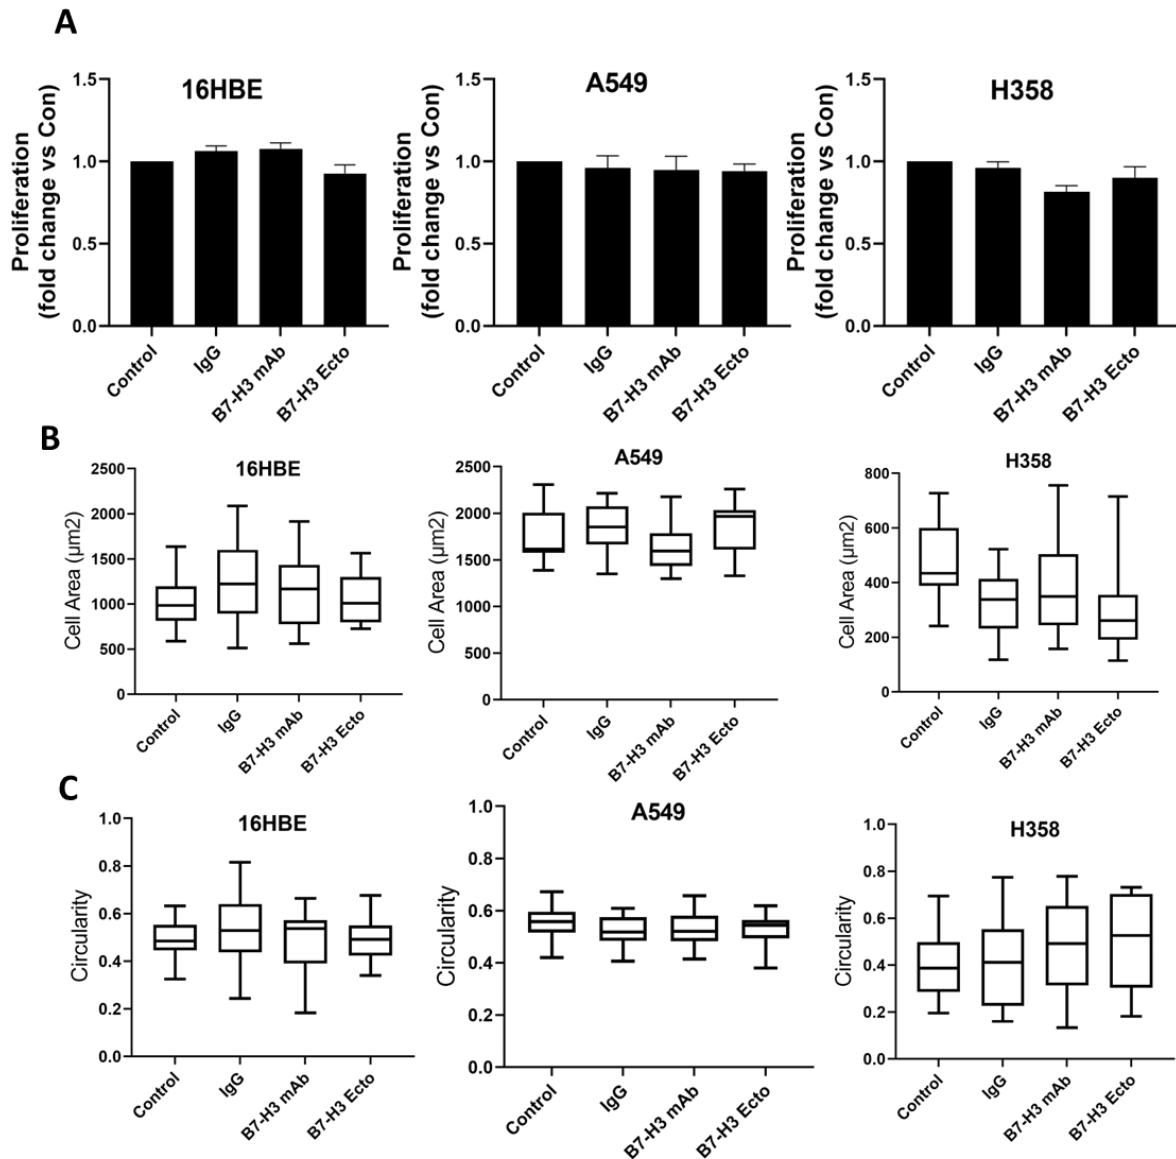 A
16HBE
A549
H358
Proliferation
(fold change vs Con)
1.5
1.0
0.5
0.0
Control
IgG
B7-H3 mAb
B7-H3 Ecto
Proliferation
(fold change vs Con)
1.5
1.0
0.5
0.0
Control
IgG
B7-H3 mAb
B7-H3 Ecto
Proliferation
(fold change vs Con)
1.5
1.0
0.5
0.0
Control
IgG
B7-H3 mAb
B7-H3 Ecto
B
16HBE
Cell Area (µm2)
2500
2000
1500
1000
500
0
Control
IgG
B7-H3 mAb
B7-H3 Ecto
A549
Cell Area (µm2)
2500
2000
1500
1000
500
0
Control
IgG
B7-H3 mAb
B7-H3 Ecto
H358
Cell Area (µm2)
800
600
400
200
0
Control
IgG
B7-H3 mAb
B7-H3 Ecto
C
16HBE
Circularity
1.0
0.8
0.6
0.4
0.2
0.0
Control
IgG
B7-H3 mAb
B7-H3 Ecto
A549
Circularity
1.0
0.8
0.6
0.4
0.2
0.0
Control
IgG
B7-H3 mAb
B7-H3 Ecto
H358
Circularity
1.0
0.8
0.6
0.4
0.2
0.0
Control
IgG
B7-H3 mAb
B7-H3 Ecto